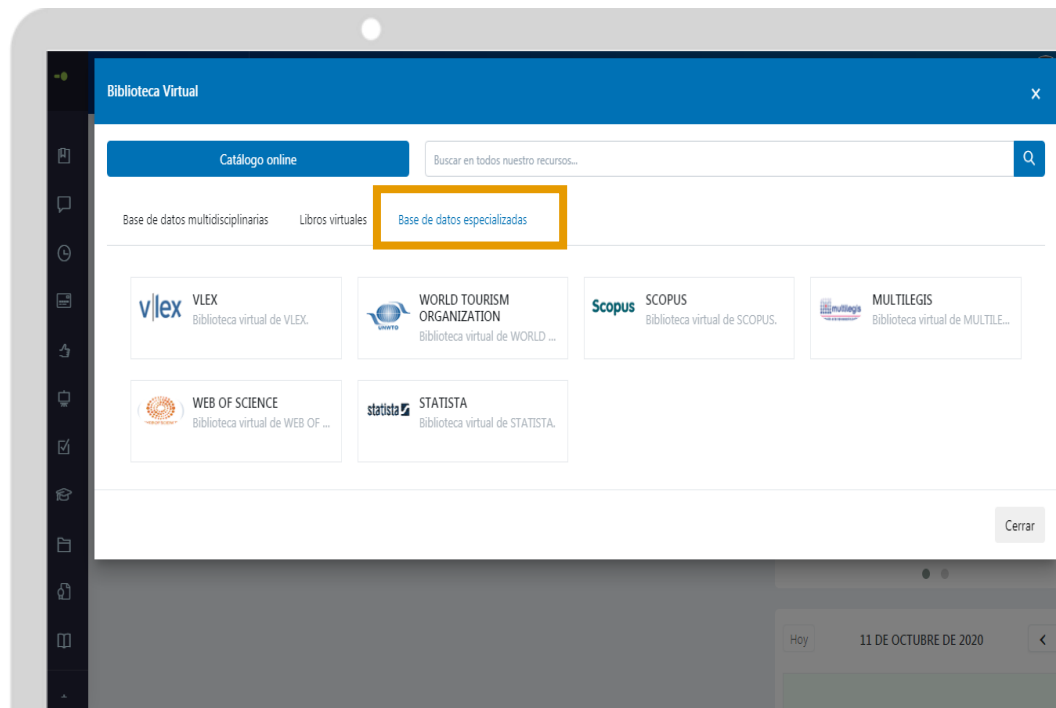 Biblioteca Virtual
x
Catálogo online
Buscar en todos nuestro recursos...
Base de datos multidisciplinarias
Libros virtuales
Base de datos especializadas
v|lex
VLEX
Biblioteca virtual de VLEX.
UNWTO
WORLD TOURISM
ORGANIZATION
Biblioteca virtual de WORLD ...
Scopus
SCOPUS
Biblioteca virtual de SCOPUS.
multilegis
MULTILEGIS
Biblioteca virtual de MULTILE...
WEB OF SCIENCE
Biblioteca virtual de WEB OF ...
statista
STATISTA
Biblioteca virtual de STATISTA.
Cerrar
Hoy
11 DE OCTUBRE DE 2020